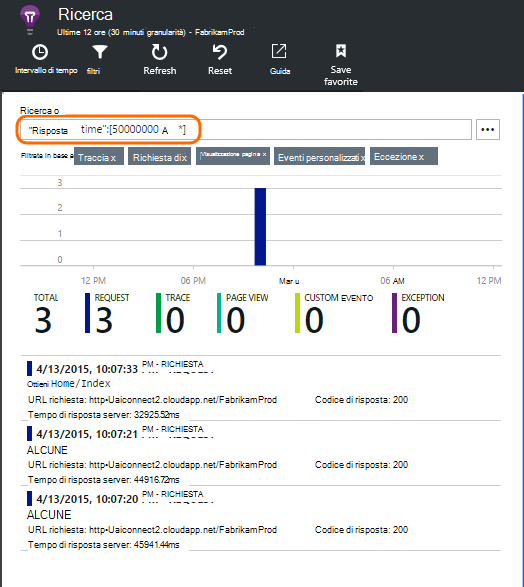 Ricerca
Ultime 12 ore (30 minuti granularità) - FabrikamProd
Intervallo di tempo filtri Refresh Reset Guida Save favorite
Ricerca o
"Risposta time":[50000000 A *]
Filtrate in base a Traccia x Richiesta di x Visualizzazione pagina x Eventi personalizzati x Eccezione x
3
2
1
0
12 PM 06 PM Mar u 06 AM 12 PM
TOTAL REQUEST TRACE PAGE VIEW CUSTOM EVENTO EXCEPTION
3 3 0 0 0 0
4/13/2015, 10:07:33 PM - RICHIESTA
Ottieni Home/Index
URL richiesta: http•Uaiconnect2.cloudapp.net/FabrikamProd Codice di risposta: 200
Tempo di risposta server: 32925.52ms
4/13/2015, 10:07:21 PM - RICHIESTA
ALCUNE
URL richiesta: http•Uaiconnect2.cloudapp.net/FabrikamProd Codice di risposta: 200
Tempo di risposta server: 44916.72ms
4/13/2015, 10:07:20 PM - RICHIESTA
ALCUNE
URL richiesta: http•Uaiconnect2.cloudapp.net/FabrikamProd Codice di risposta: 200
Tempo di risposta server: 45941.44ms